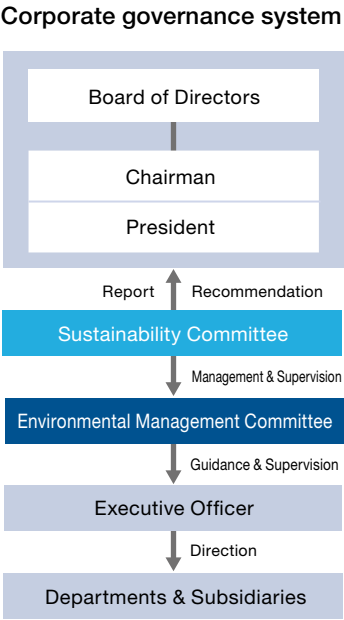 Corporate governance system
Board of Directors
Chairman
President
Report Recommendation
Sustainability Committee
Management & Supervision
Environmental Management Committee
Guidance & Supervision
Executive Officer
Direction
Departments & Subsidiaries